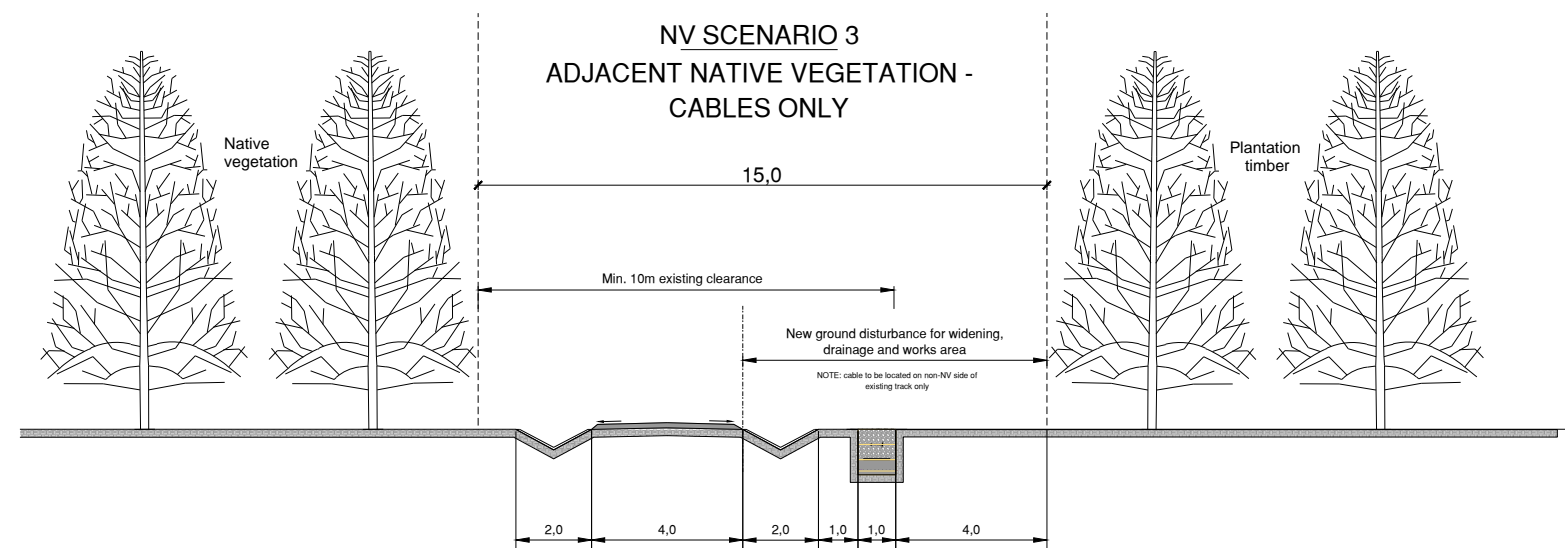 NV SCENARIO 3
ADJACENT NATIVE VEGETATION -
CABLES ONLY
Native
vegetation
Plantation
timber
15,0
Min. 10m existing clearance
New ground disturbance for widening,
drainage and works area
NOTE: cable to be located on non-NV side of
existing track only
2,0 4,0 2,0 1,0 1,0 4,0